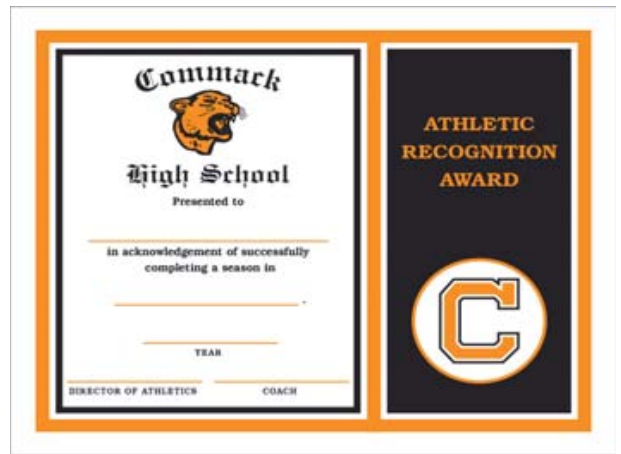 Commack
High School
Presented to
in acknowledgement of successfully
completing a season in
.
YEAR
DIRECTOR OF ATHLETICS
COACH
ATHLETIC
RECOGNITION
AWARD
C